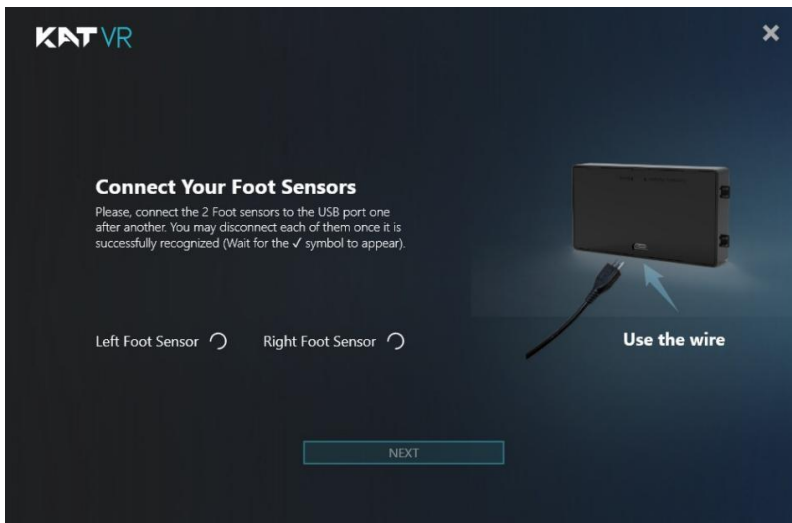 KAT VR
Connect Your Foot Sensors
Please, connect the 2 Foot sensors to the USB port one
after another. You may disconnect each of them once it is
successfully recognized (Wait for the ✓ symbol to appear).
Left Foot Sensor
Right Foot Sensor
Use the wire
NEXT